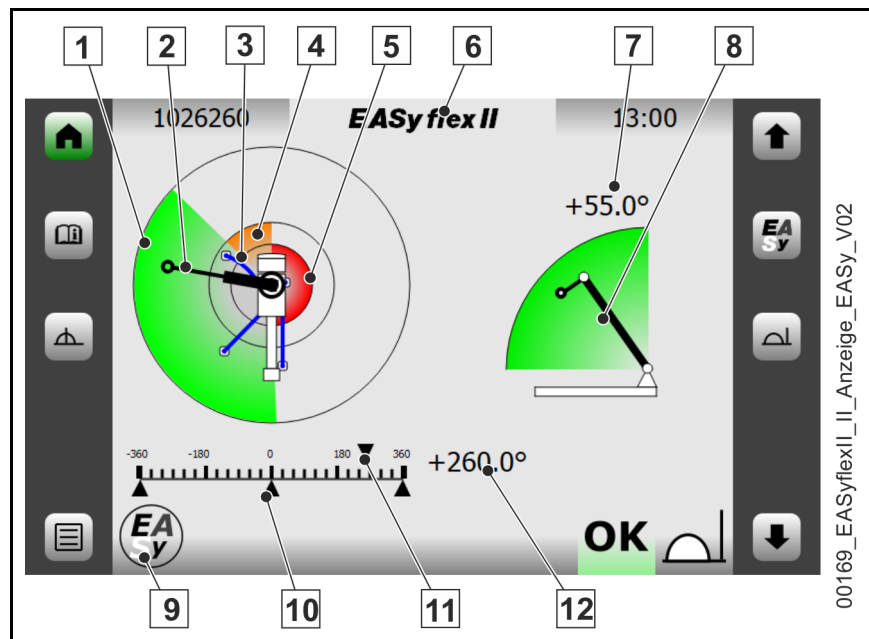 1 2 3 4 5 6 7 8
1026260 EASy flex II 13:00
+55.0°
EA Sy
-360 -180 0 180 360
+260.0°
EA Sy
OK
9 10 11 12
00169_EASyflexII_II_Anzeige_EASy_V02